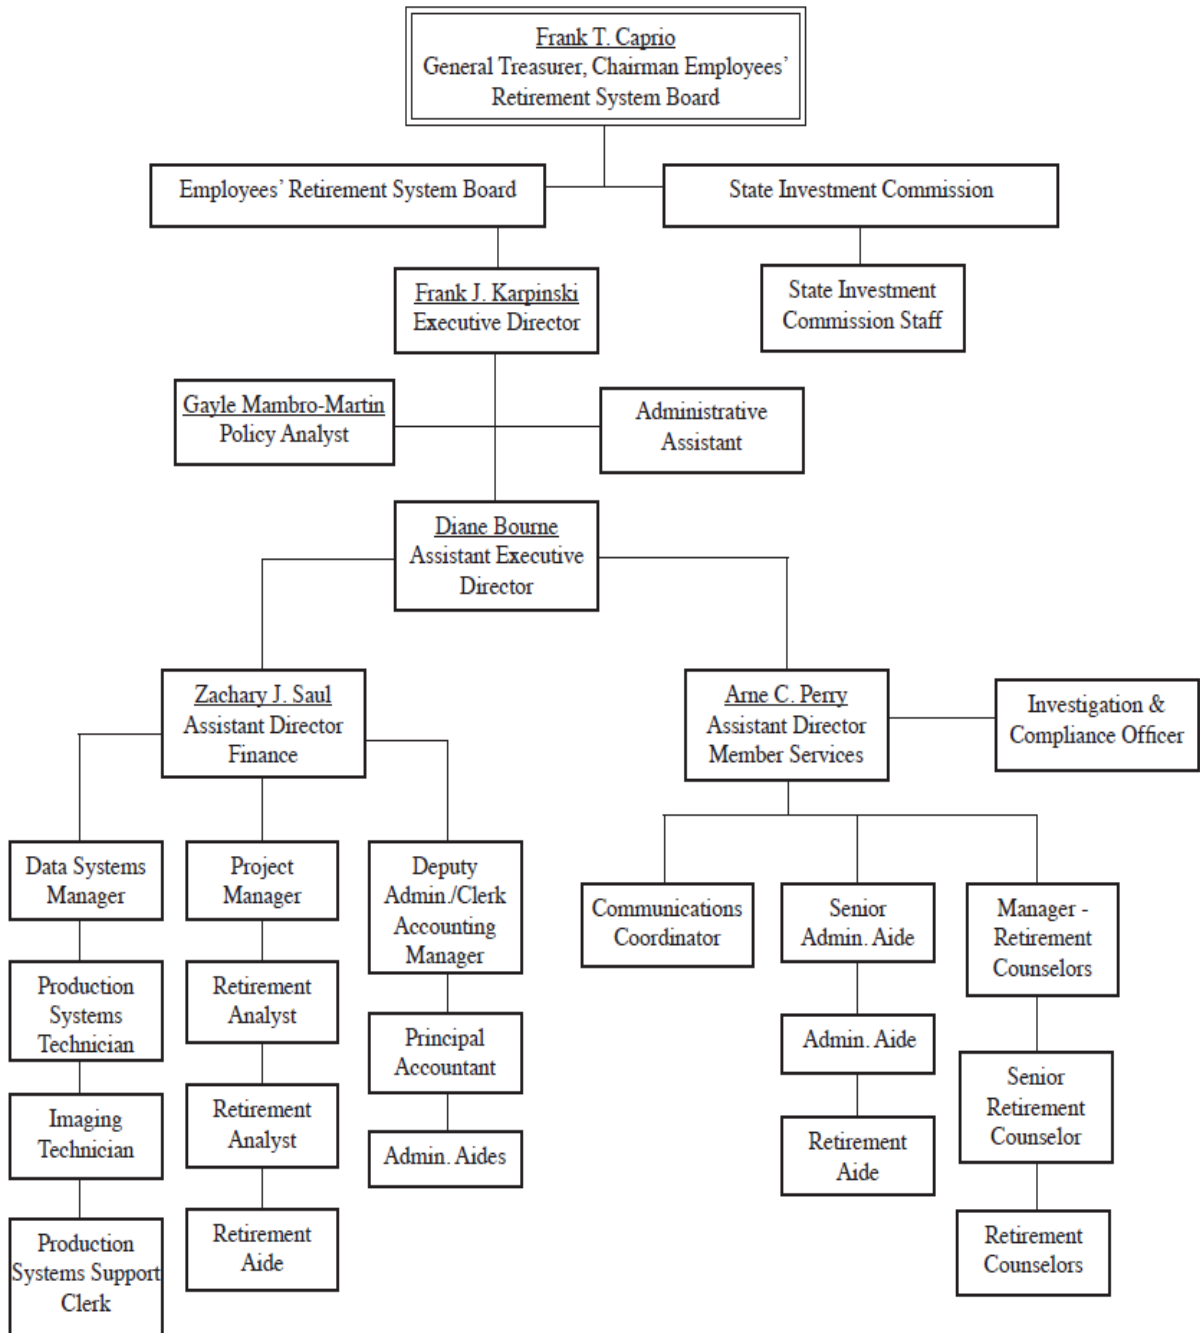 Frank T. Caprio
General Treasurer, Chairman Employees’
Retirement System Board
Employees’ Retirement System Board
State Investment Commission
Frank J. Karpinski
Executive Director
State Investment
Commission Staff
Gayle Mambro-Martin
Policy Analyst
Administrative
Assistant
Diane Bourne
Assistant Executive
Director
Zachary J. Saul
Assistant Director
Finance
Arne C. Perry
Assistant Director
Member Services
Investigation &
Compliance Officer
Data Systems
Manager
Project
Manager
Deputy
Admin./Clerk
Accounting
Manager
Communications
Coordinator
Senior
Admin. Aide
Manager -
Retirement
Counselors
Production
Systems
Technician
Retirement
Analyst
Principal
Accountant
Admin. Aide
Senior
Retirement
Counselor
Imaging
Technician
Retirement
Analyst
Admin. Aides
Retirement
Aide
Retirement
Counselors
Production
Systems Support
Clerk
Retirement
Aide